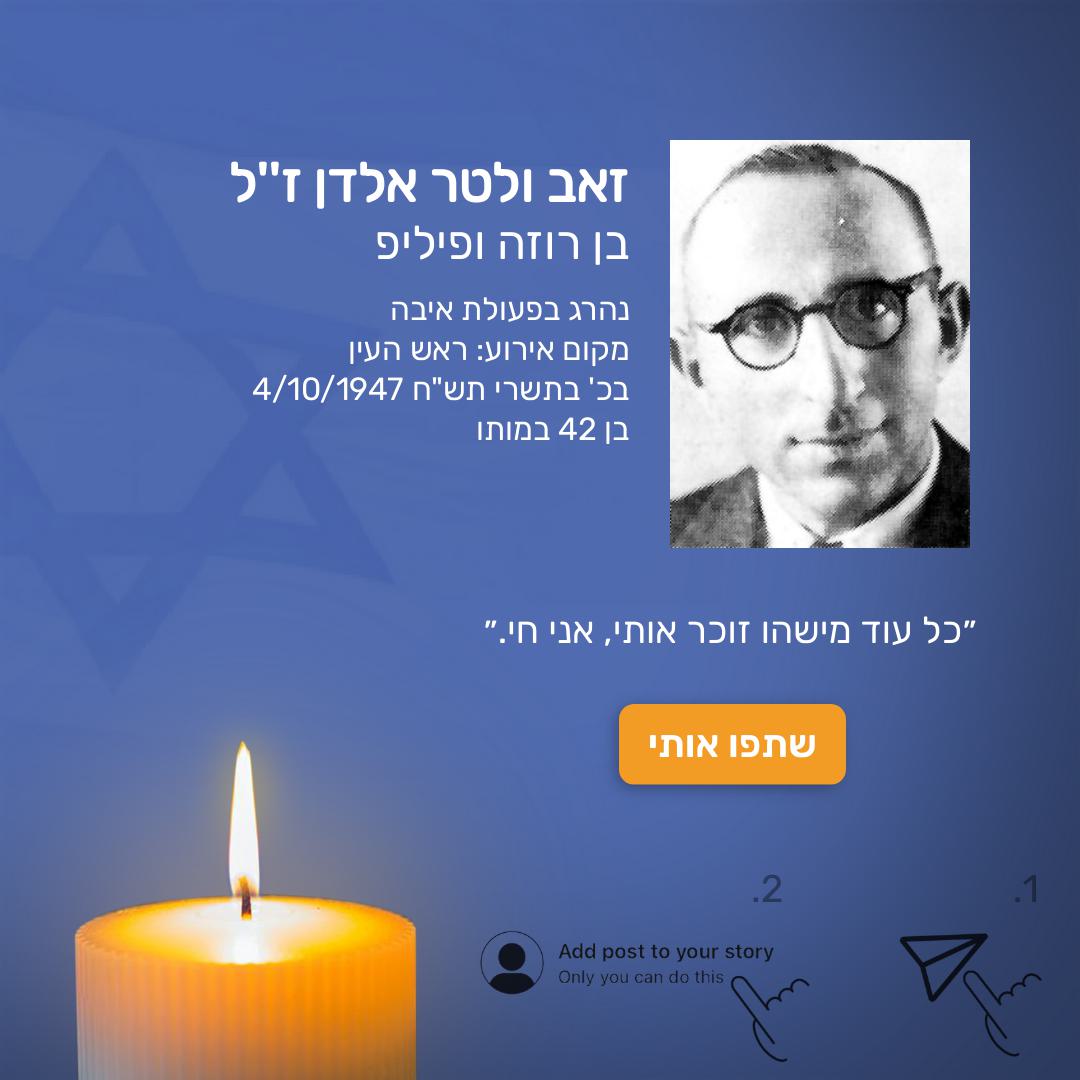 זאב ולטר אלדן ז"ל
בן רוזה ופיליפ
נהרג בפעולת איבה
מקום אירוע: ראש העין
בכ' בתשרי תש"ח 4/10/1947
בן 42 במותו
"כל עוד מישהו זוכר אותי, אני חי."
שתפו אותי
1.
2.
Add post to your story
Only you can do this